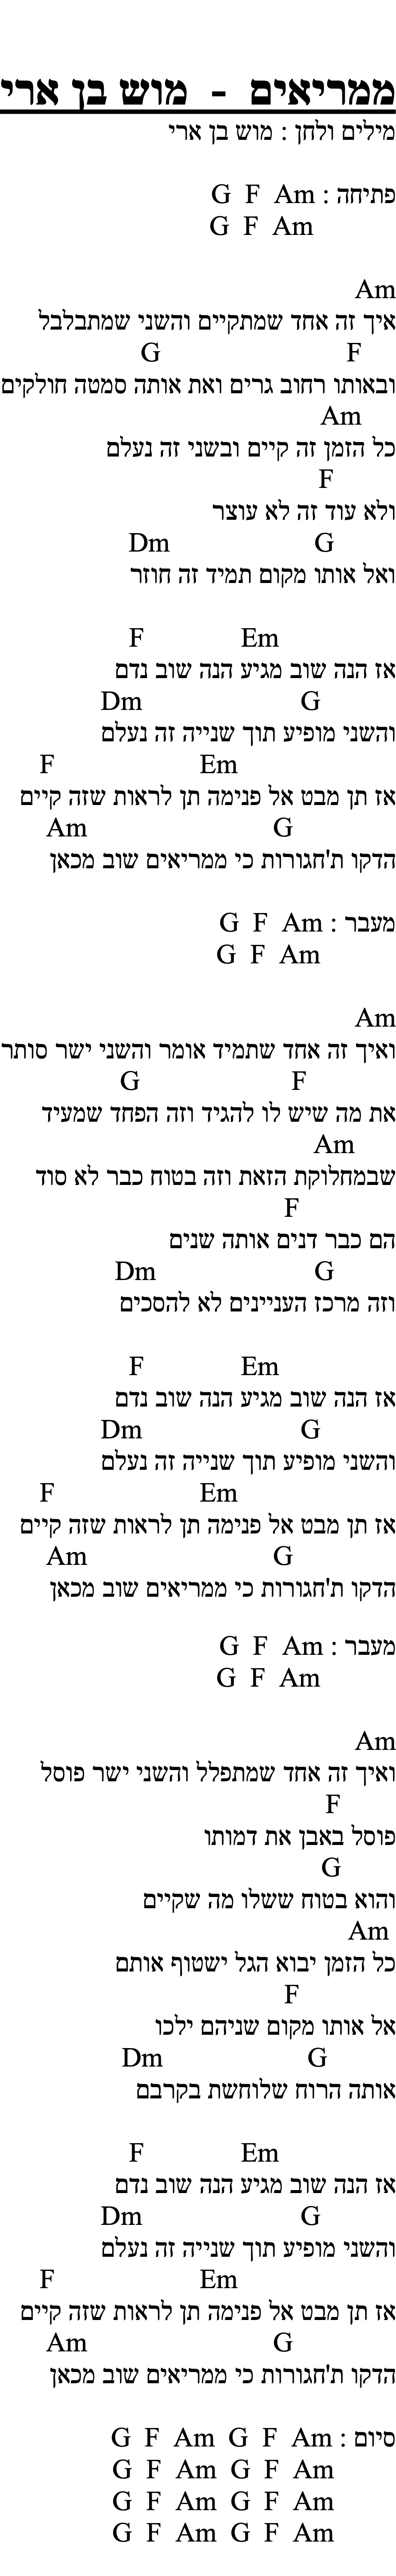 ממריאים - מוש בן ארי
מילים ולחן : מוש בן ארי
פתיחה : G F Am
G F Am
Am
איך זה אחד שמתקיים והשני שמתבלבל
G F
ובאותו רחוב גרים ואת אותה סמטה חולקים
Am
כל הזמן זה קיים ובשני זה נעלם
F
ולא עוד זה לא עוצר
Dm G
ואל אותו מקום תמיד זה חוזר
F Em
אז הנה שוב מגיע הנה שוב נדם
Dm G
והשני מופיע תוך שנייה זה נעלם
F Em
אז תן מבט אל פנימה תן לראות שזה קיים
Am G
הדקו ת'חגורות כי ממריאים שוב מכאן
מעבר : G F Am
G F Am
Am
ואיך זה אחד שתמיד אומר והשני ישר סותר
G F
את מה שיש לו להגיד וזה הפחד שמעיד
Am
שבמחלוקת הזאת וזה בטוח כבר לא סוד
F
הם כבר דנים אותה שנים
Dm G
וזה מרכז העניינים לא להסכים
F Em
אז הנה שוב מגיע הנה שוב נדם
Dm G
והשני מופיע תוך שנייה זה נעלם
F Em
אז תן מבט אל פנימה תן לראות שזה קיים
Am G
הדקו ת'חגורות כי ממריאים שוב מכאן
מעבר : G F Am
G F Am
Am
ואיך זה אחד שמתפלל והשני ישר פוסל
F
פוסל באבן את דמותו
G
והוא בטוח ששלו מה שקיים
Am
כל הזמן יבוא הגל ישטוף אותם
F
אל אותו מקום שניהם ילכו
Dm G
אותה הרוח שלוחשת בקרבם
F Em
אז הנה שוב מגיע הנה שוב נדם
Dm G
והשני מופיע תוך שנייה זה נעלם
F Em
אז תן מבט אל פנימה תן לראות שזה קיים
Am G
הדקו ת'חגורות כי ממריאים שוב מכאן
סיום : G F Am G F Am
G F Am G F Am
G F Am G F Am
G F Am G F Am